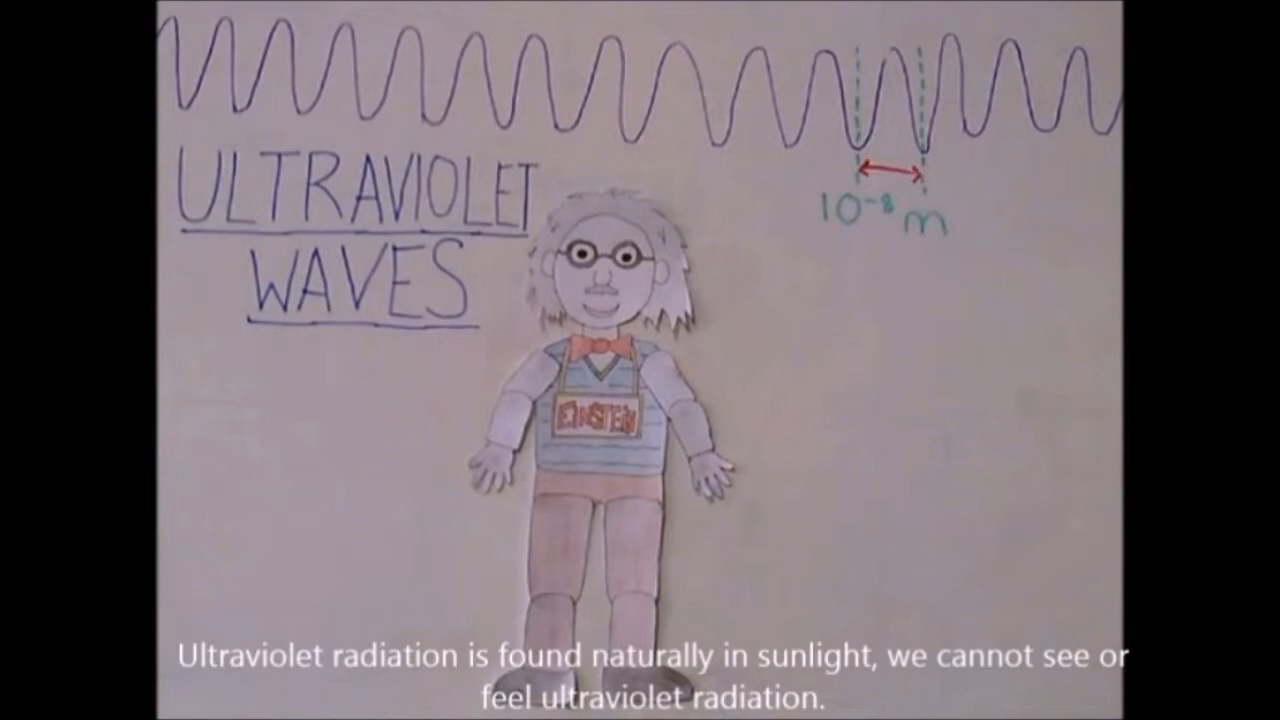 10⁻⁸ m
ULTRAVIOLET
WAVES
EINSTEIN
Ultraviolet radiation is found naturally in sunlight, we cannot see or
feel ultraviolet radiation.